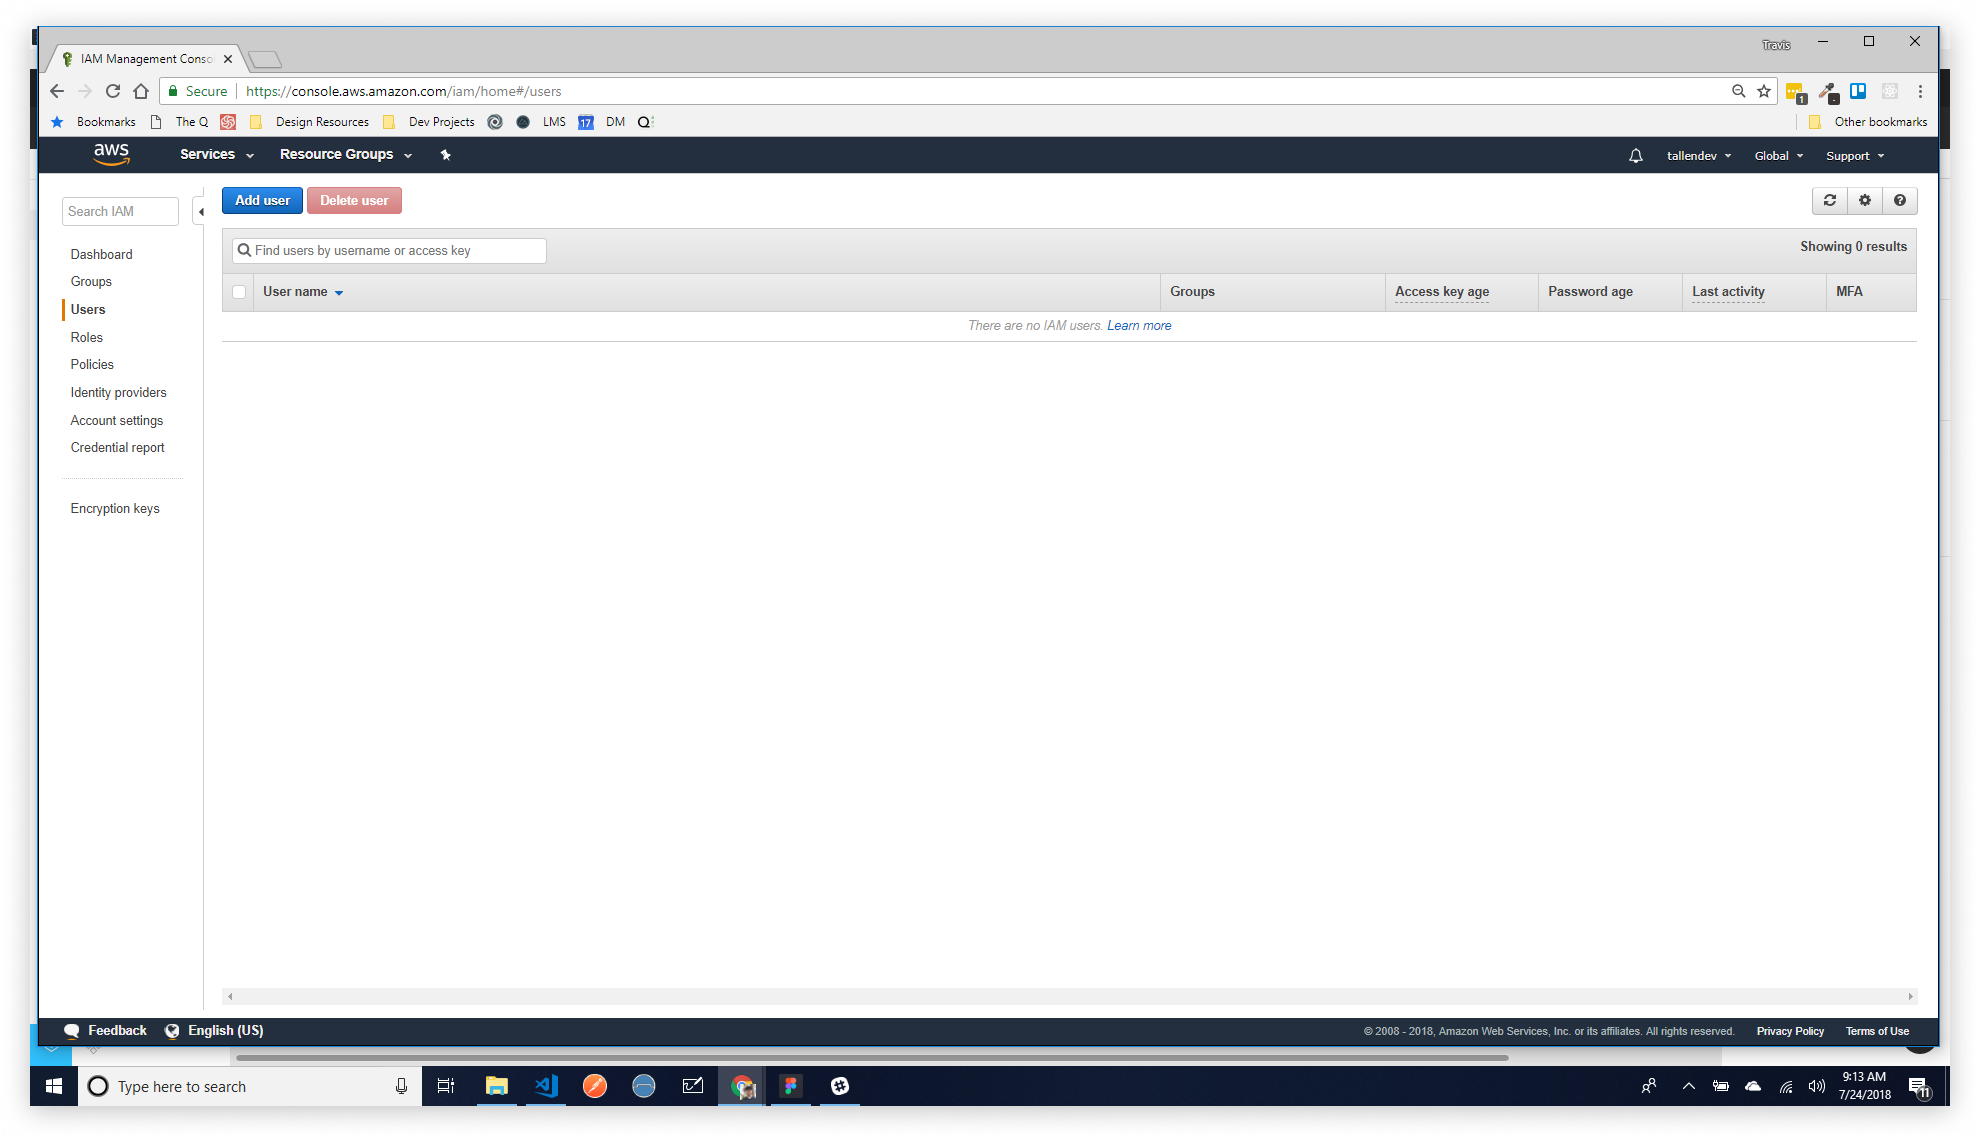 IAM Management Conso
Travis
Secure https://console.aws.amazon.com/iam/home#/users
1
Bookmarks The Q Design Resources Dev Projects LMS 17 DM Q Other bookmarks
aws Services Resource Groups tallendev Global Support
Search IAM
Add user Delete user
Find users by username or access key
Showing 0 results
User name Groups Access key age Password age Last activity MFA
There are no IAM users. Learn more
Dashboard
Groups
Users
Roles
Policies
Identity providers
Account settings
Credential report
Encryption keys
Feedback English (US) © 2008 - 2018, Amazon Web Services, Inc. or its affiliates. All rights reserved. Privacy Policy Terms of Use
Type here to search
9:13 AM
7/24/2018
11